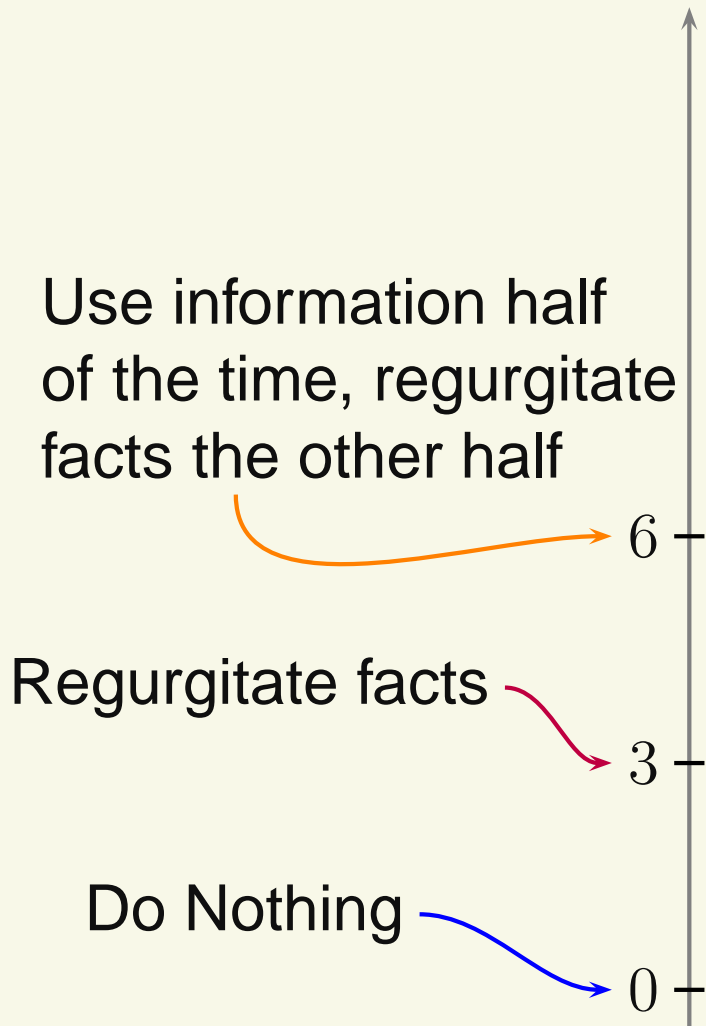 Use information half
of the time, regurgitate
facts the other half
6
Regurgitate facts
3
Do Nothing
0